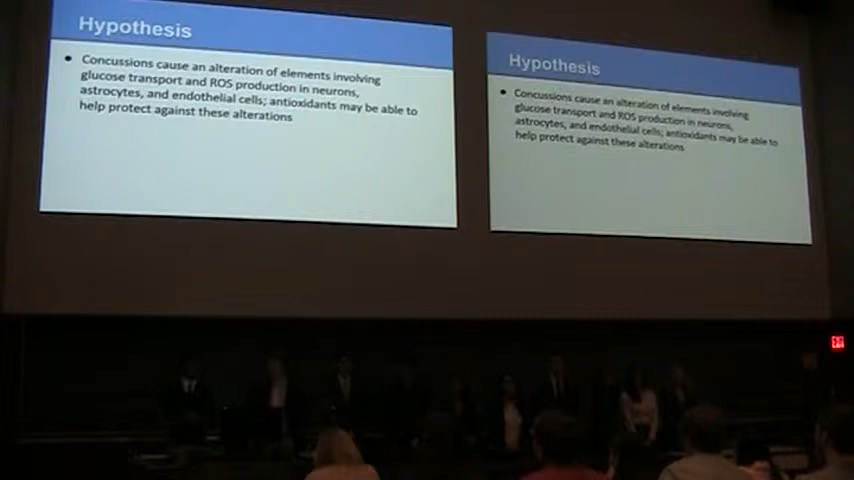 Hypothesis
• Concussions cause an alteration of elements involving
glucose transport and ROS production in neurons,
astrocytes, and endothelial cells; antioxidants may be able to
help protect against these alterations
Hypothesis
• Concussions cause an alteration of elements involving
glucose transport and ROS production in neurons,
astrocytes, and endothelial cells; antioxidants may be able to
help protect against these alterations